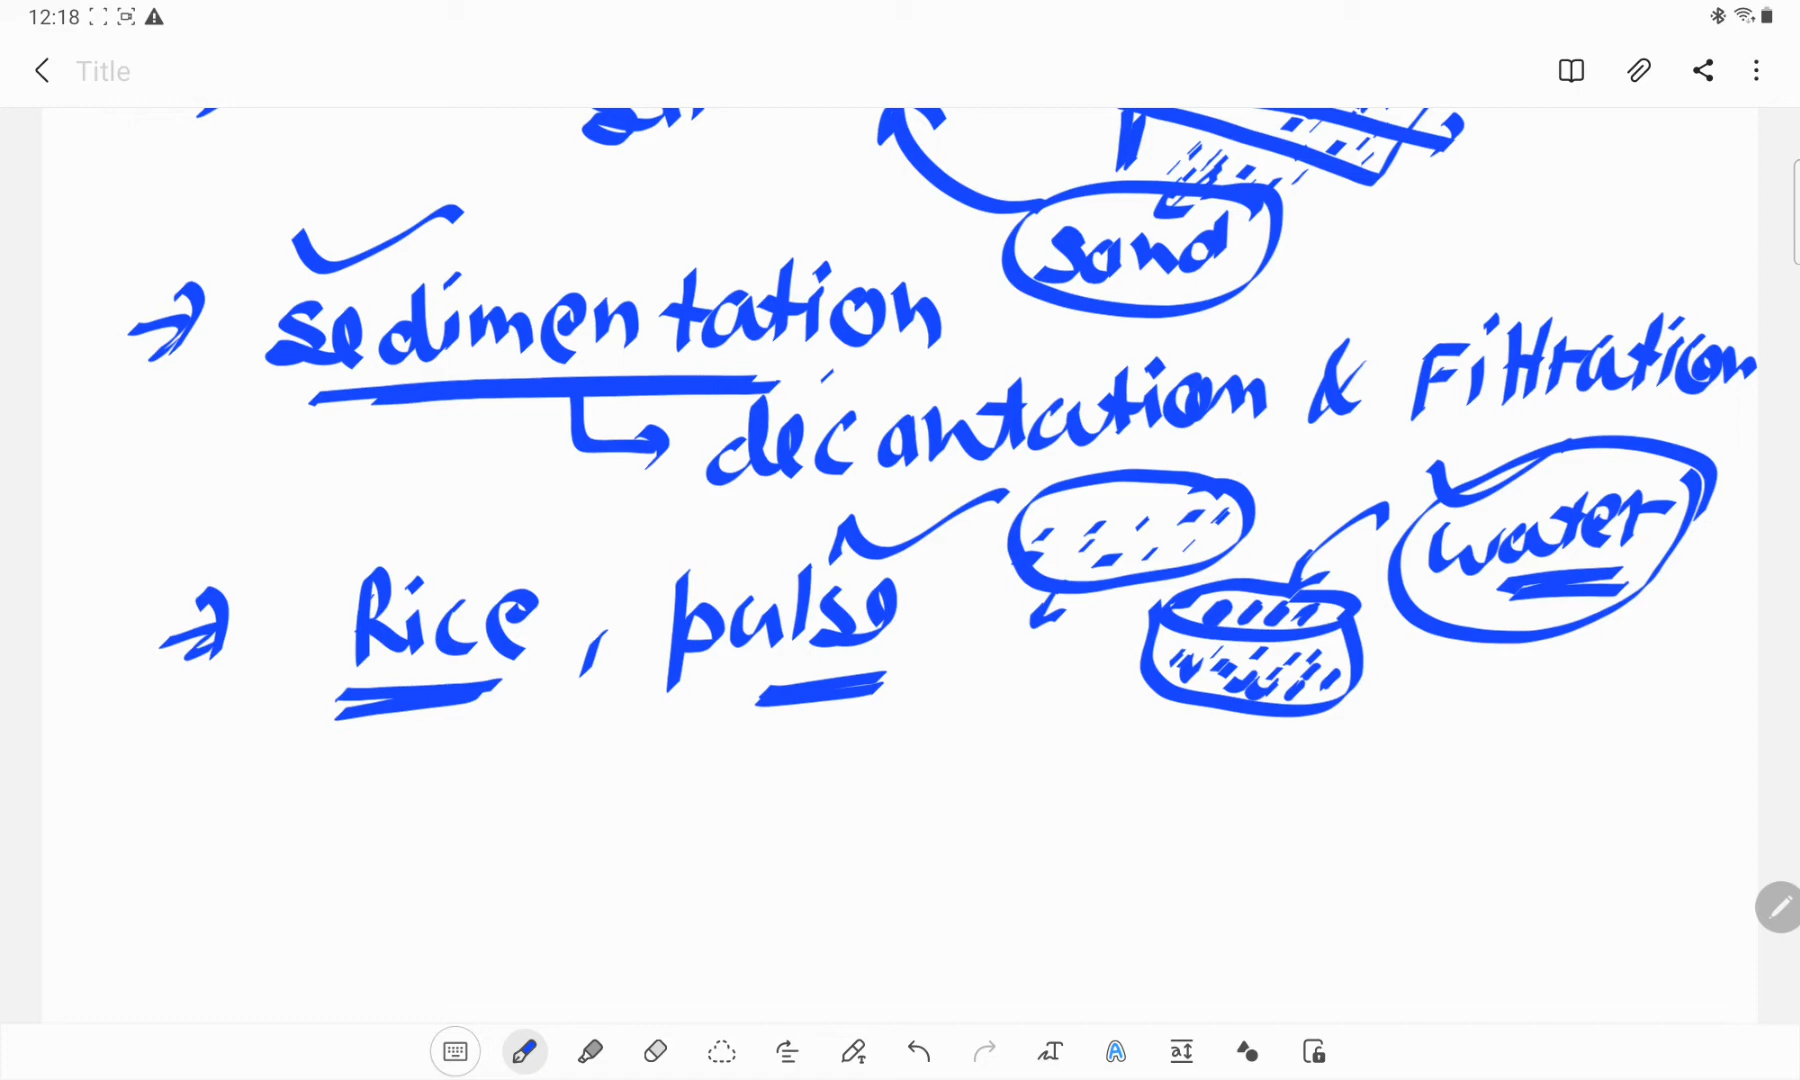 12:18
Title
sand
→ sedimentation
decantation & Filtration
water
→ Rice, pulse